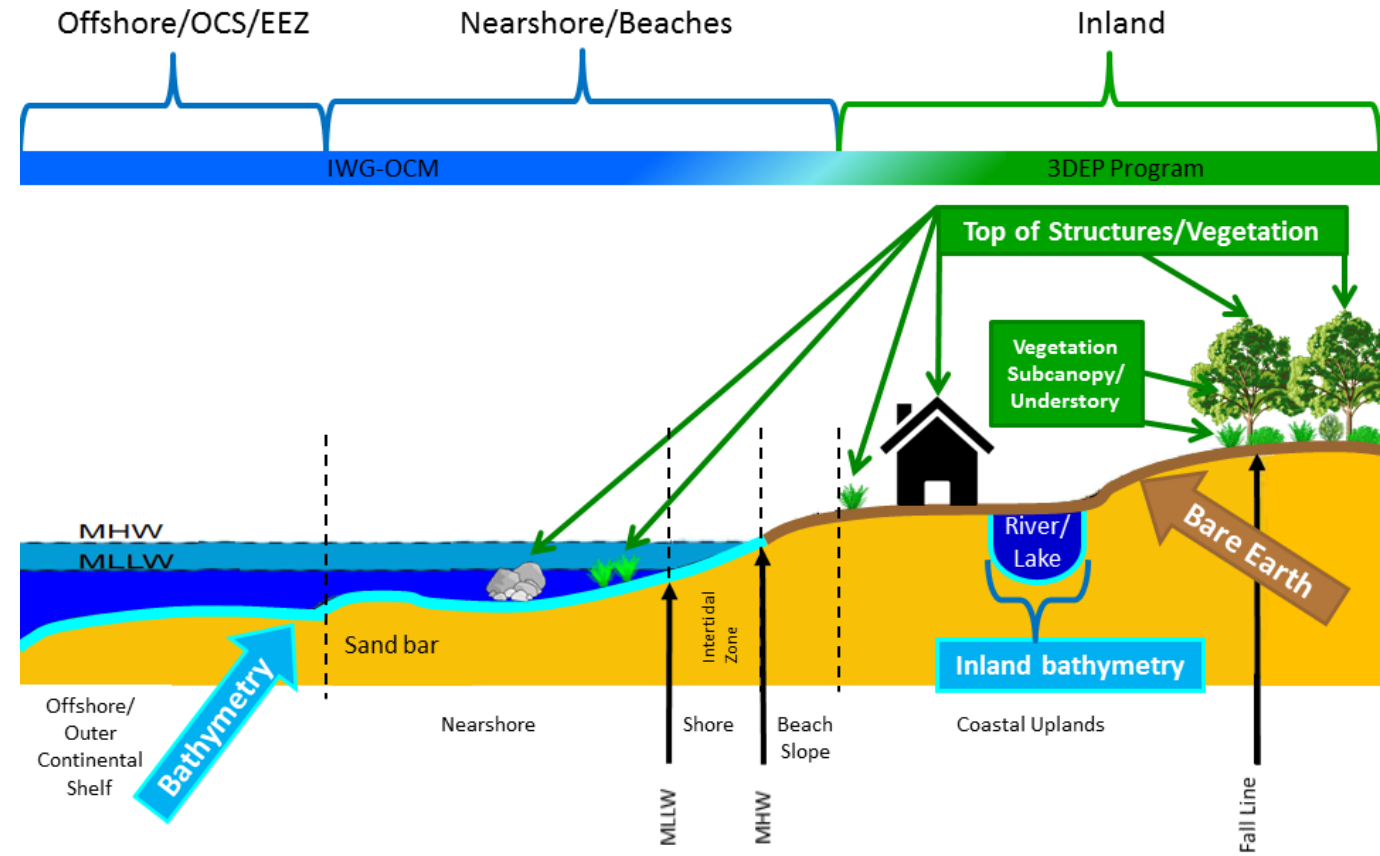 Offshore/OCS/EEZ
Nearshore/Beaches
Inland
IWG-OCM
3DEP Program
Top of Structures/Vegetation
Vegetation
Subcanopy/
Understory
MHW
MLLW
River/
Lake
Bare Earth
Sand bar
Intertidal
Zone
Bathymetry
Inland bathymetry
Offshore/
Outer
Continental
Shelf
Nearshore
Shore
Beach
Slope
Coastal Uplands
MLLW
MHW
Fall Line